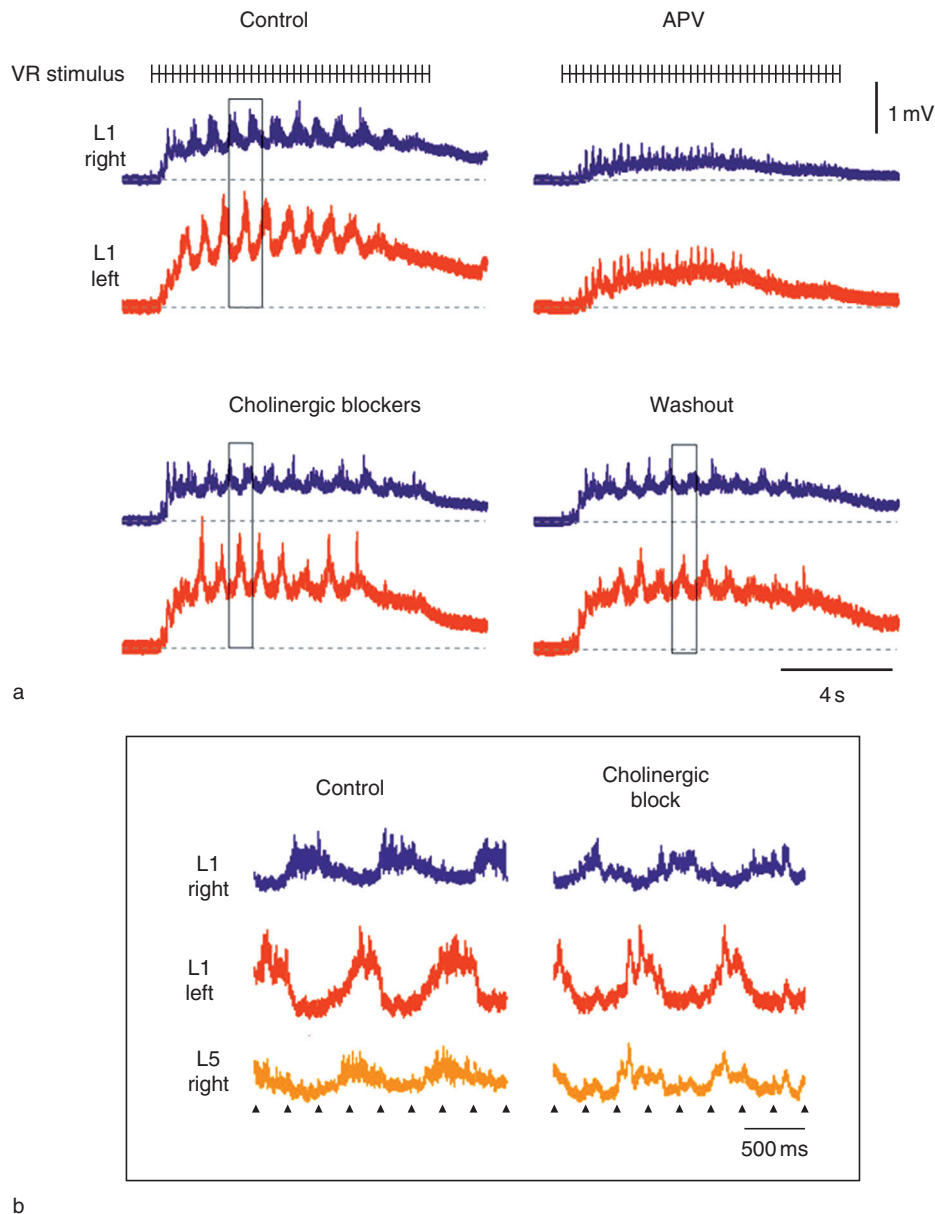 Control
APV
VR stimulus
1 mV
L1
right
L1
left
Cholinergic blockers
Washout
4 s
a
Control
Cholinergic
block
L1
right
L1
left
L5
right
500 ms
b